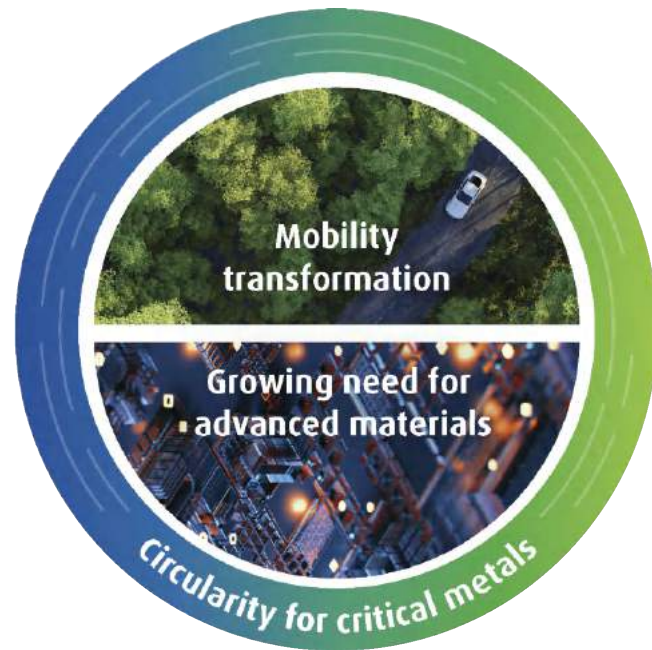 Mobility
transformation
Growing need for
advanced materials
Circularity for critical metals